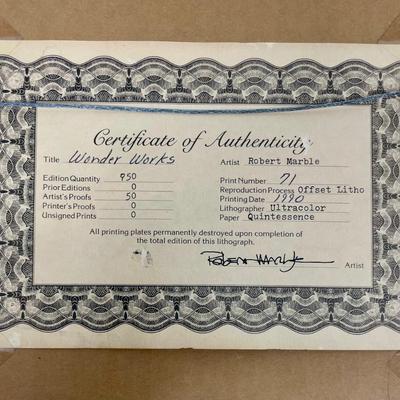 Certificate of Authenticity
Title Wonder Works
Artist Robert Marble
Edition Quantity 950
Prior Editions 0
Artist's Proofs 50
Printer's Proofs 0
Unsigned Prints 0
Print Number 71
Reproduction Process Offset Litho
Printing Date 1990
Lithographer Ultracolor
Paper Quintessence
All printing plates permanently destroyed upon completion of
the total edition of this lithograph.
Robert Marble
Artist